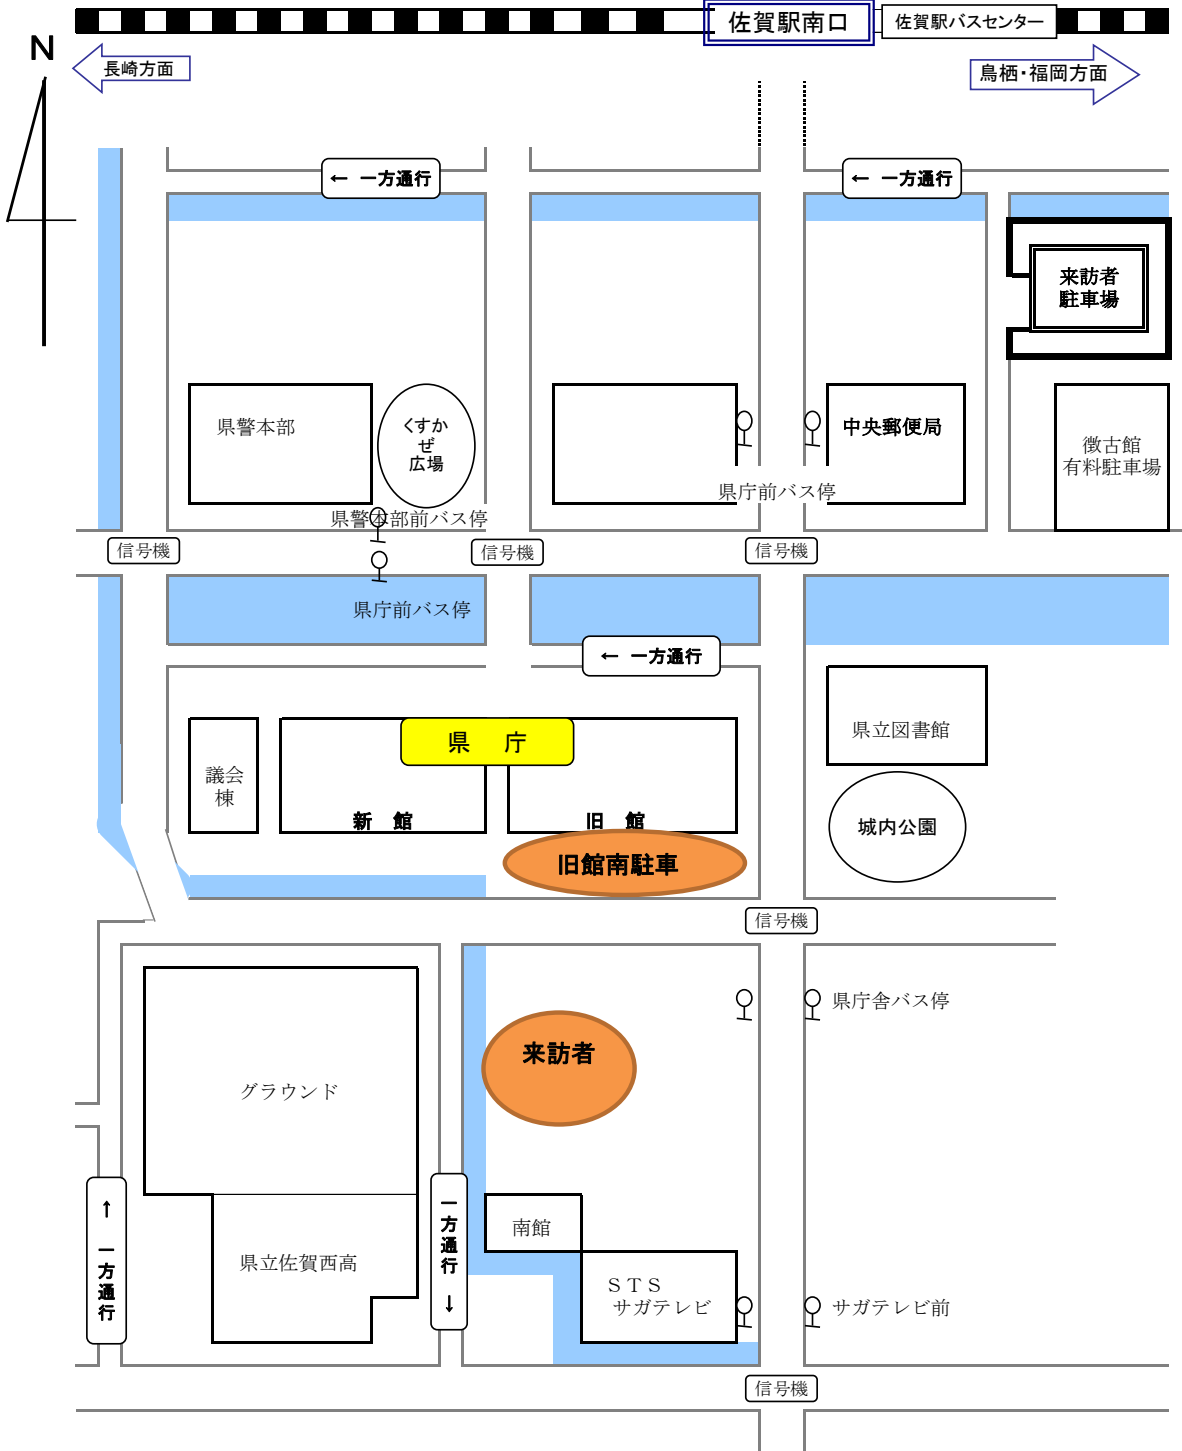 佐賀駅南口
佐賀駅バスセンター
N
長崎方面
鳥栖・福岡方面
← 一方通行
← 一方通行
来訪者
駐車場
県警本部
くすか
ぜ
広場
中央郵便局
徴古館
有料駐車場
県庁前バス停
県警本部前バス停
信号機
信号機
信号機
県庁前バス停
← 一方通行
県立図書館
県 庁
議会
棟
新 館
旧 館
城内公園
旧館南駐車
信号機
県庁舎バス停
来訪者
グラウンド
↑ 一方通行
一方通行 ↓
南館
県立佐賀西高
STS
サガテレビ
サガテレビ前
信号機